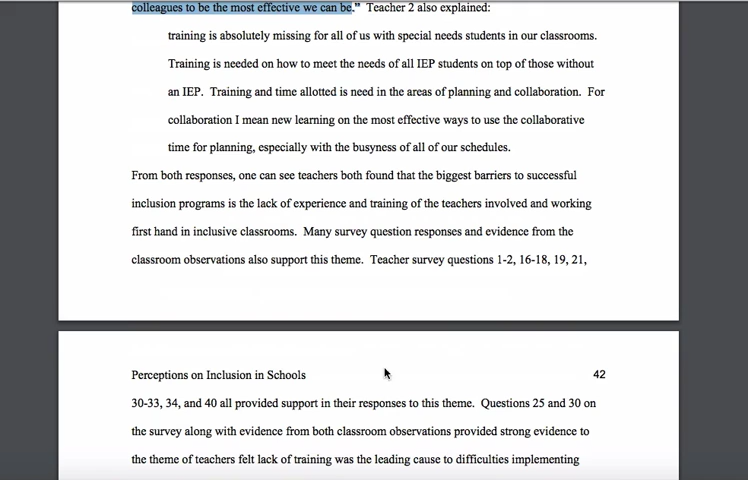 colleagues to be the most effective we can be.” Teacher 2 also explained:
training is absolutely missing for all of us with special needs students in our classrooms.
Training is needed on how to meet the needs of all IEP students on top of those without
an IEP. Training and time allotted is need in the areas of planning and collaboration. For
collaboration I mean new learning on the most effective ways to use the collaborative
time for planning, especially with the busyness of all of our schedules.
From both responses, one can see teachers both found that the biggest barriers to successful
inclusion programs is the lack of experience and training of the teachers involved and working
first hand in inclusive classrooms. Many survey question responses and evidence from the
classroom observations also support this theme. Teacher survey questions 1-2, 16-18, 19, 21,
Perceptions on Inclusion in Schools 42
30-33, 34, and 40 all provided support in their responses to this theme. Questions 25 and 30 on
the survey along with evidence from both classroom observations provided strong evidence to
the theme of teachers felt lack of training was the leading cause to difficulties implementing